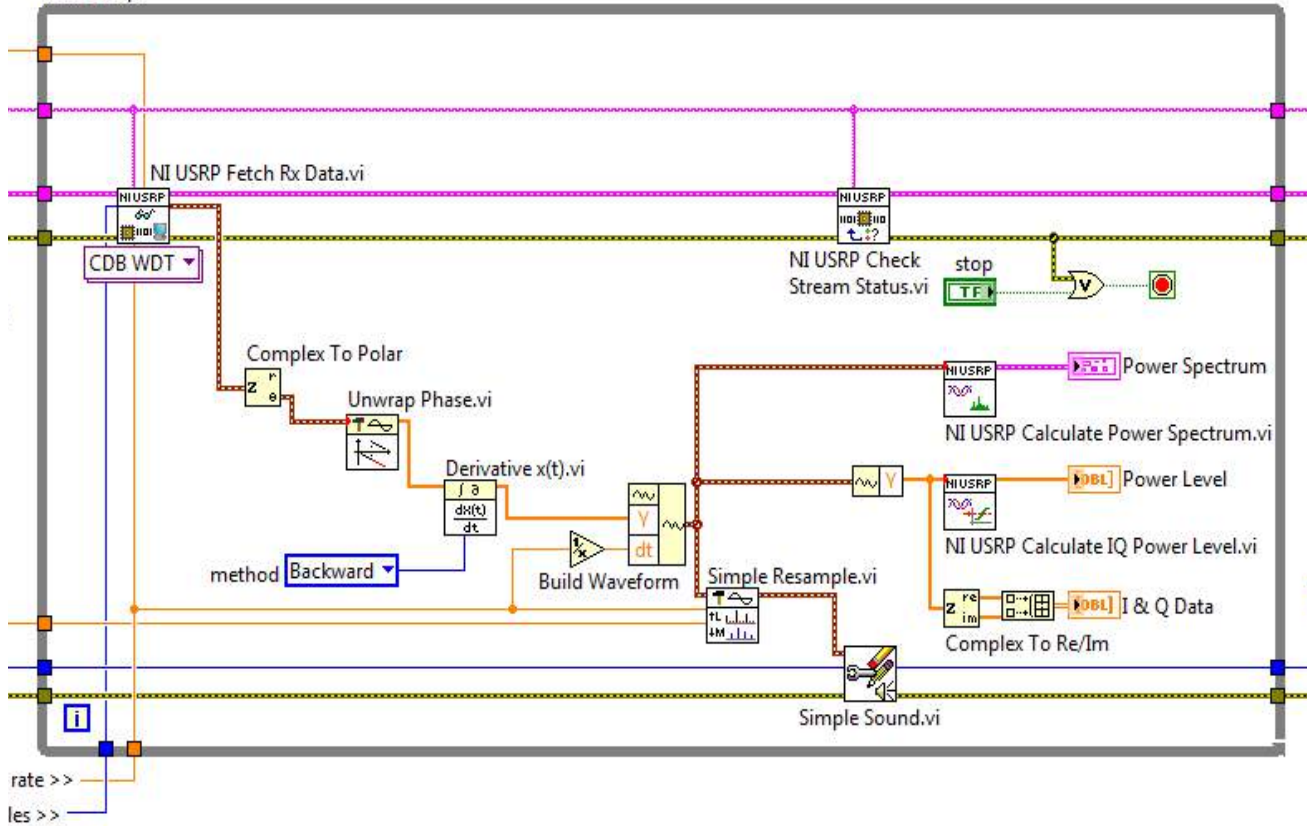 NI USRP Fetch Rx Data.vi
NIUSRP
CDB WDT
NIUSRP
NI USRP Check
Stream Status.vi
stop
TF
V
Complex To Polar
z r
θ
Unwrap Phase.vi
Derivative x(t).vi
∫ ∂
dX(t)
dt
method
Backward
1/x
Y
dt
Build Waveform
NIUSRP
Power Spectrum
NI USRP Calculate Power Spectrum.vi
Y
NIUSRP
DBL]
Power Level
NI USRP Calculate IQ Power Level.vi
Simple Resample.vi
↑L
↓M
z re
im
DBL]
I & Q Data
Complex To Re/Im
Simple Sound.vi
i
rate >>
les >>